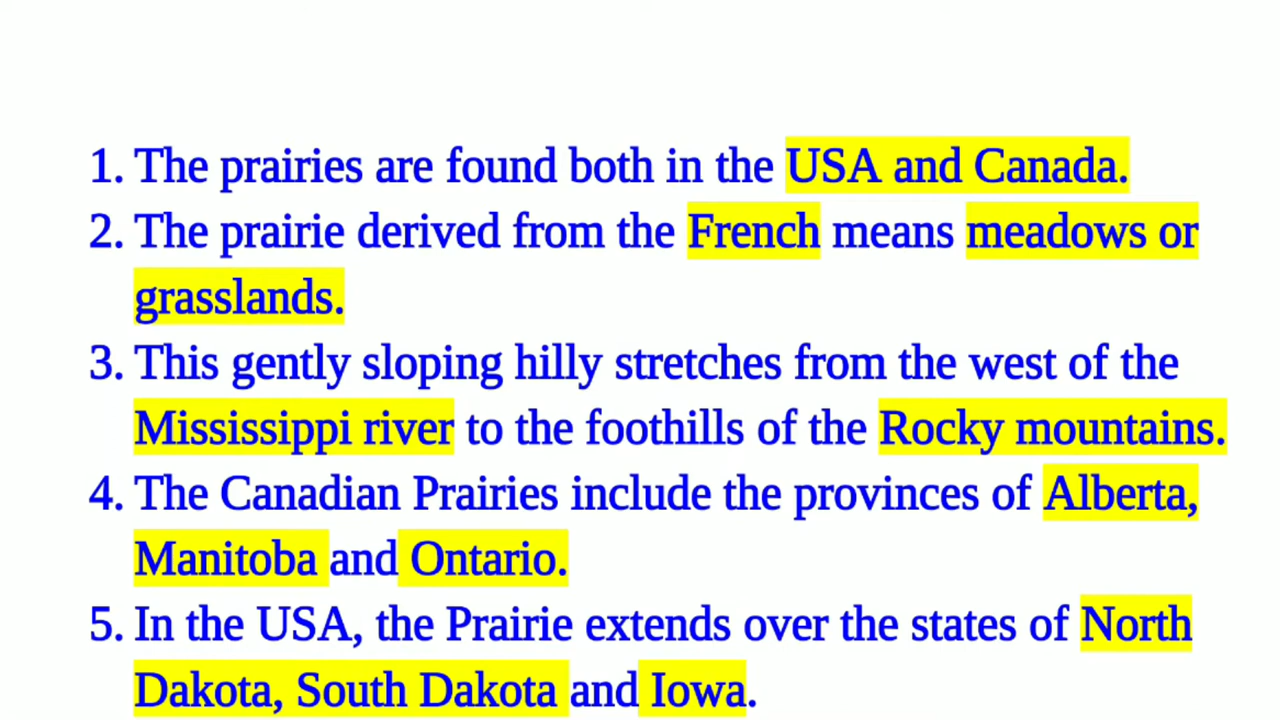 1. The prairies are found both in the USA and Canada.
2. The prairie derived from the French means meadows or
grasslands.
3. This gently sloping hilly stretches from the west of the
Mississippi river to the foothills of the Rocky mountains.
4. The Canadian Prairies include the provinces of Alberta,
Manitoba and Ontario.
5. In the USA, the Prairie extends over the states of North
Dakota, South Dakota and Iowa.